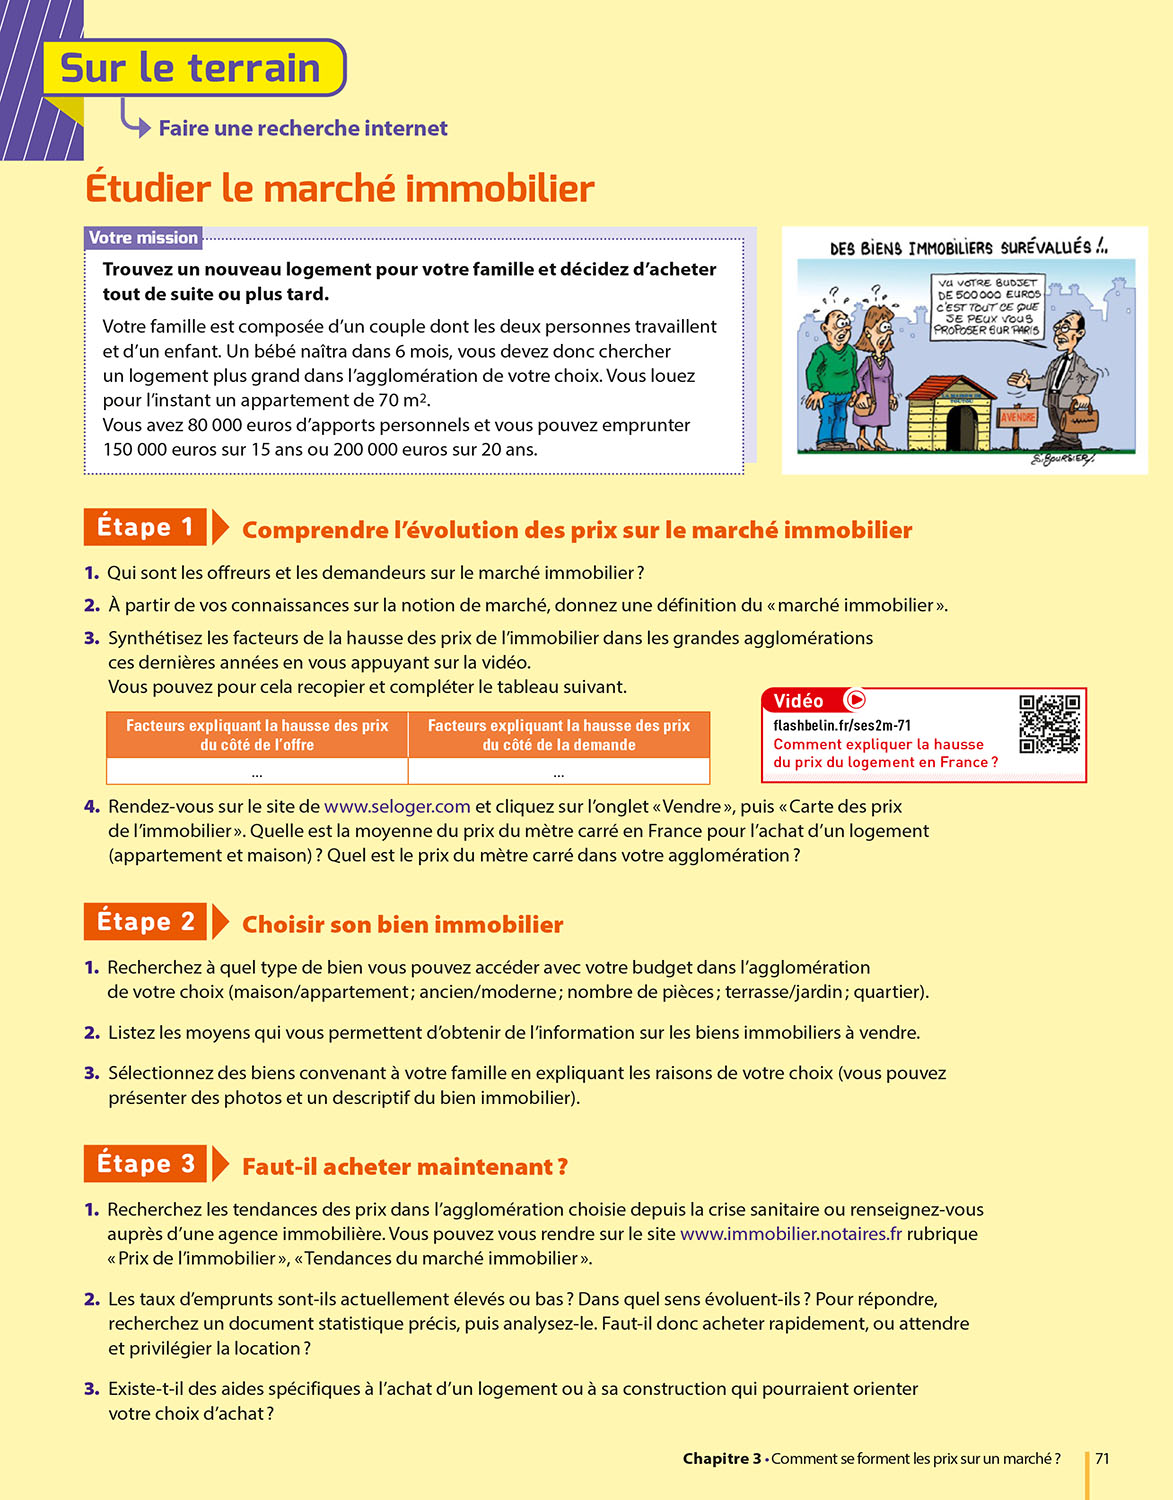 Sur le terrain
Faire une recherche internet
Étudier le marché immobilier
Votre mission
Trouvez un nouveau logement pour votre famille et décidez d’acheter
tout de suite ou plus tard.
Votre famille est composée d’un couple dont les deux personnes travaillent
et d’un enfant. Un bébé naîtra dans 6 mois, vous devez donc chercher
un logement plus grand dans l’agglomération de votre choix. Vous louez
pour l’instant un appartement de 70 m².
Vous avez 80 000 euros d’apports personnels et vous pouvez emprunter
150 000 euros sur 15 ans ou 200 000 euros sur 20 ans.
DES BIENS IMMOBILIERS SURÉVALUÉS !..
VU VOTRE BUDGET
DE 500 000 EUROS
C'EST TOUT CE QUE
JE PEUX VOUS
PROPOSER SUR PARIS
? ?
? ?
LA MAISON DE
TOUTOU
A VENDRE
S. BOURSIER/.
Étape 1
Comprendre l’évolution des prix sur le marché immobilier
1. Qui sont les offreurs et les demandeurs sur le marché immobilier ?
2. À partir de vos connaissances sur la notion de marché, donnez une définition du « marché immobilier ».
3. Synthétisez les facteurs de la hausse des prix de l’immobilier dans les grandes agglomérations
ces dernières années en vous appuyant sur la vidéo.
Vous pouvez pour cela recopier et compléter le tableau suivant.
Facteurs expliquant la hausse des prix
du côté de l’offre
Facteurs expliquant la hausse des prix
du côté de la demande
...
...
Vidéo
flashbelin.fr/ses2m-71
Comment expliquer la hausse
du prix du logement en France ?
4. Rendez-vous sur le site de www.seloger.com et cliquez sur l’onglet « Vendre », puis « Carte des prix
de l’immobilier ». Quelle est la moyenne du prix du mètre carré en France pour l’achat d’un logement
(appartement et maison) ? Quel est le prix du mètre carré dans votre agglomération ?
Étape 2
Choisir son bien immobilier
1. Recherchez à quel type de bien vous pouvez accéder avec votre budget dans l’agglomération
de votre choix (maison/appartement ; ancien/moderne ; nombre de pièces ; terrasse/jardin ; quartier).
2. Listez les moyens qui vous permettent d’obtenir de l’information sur les biens immobiliers à vendre.
3. Sélectionnez des biens convenant à votre famille en expliquant les raisons de votre choix (vous pouvez
présenter des photos et un descriptif du bien immobilier).
Étape 3
Faut-il acheter maintenant ?
1. Recherchez les tendances des prix dans l’agglomération choisie depuis la crise sanitaire ou renseignez-vous
auprès d’une agence immobilière. Vous pouvez vous rendre sur le site www.immobilier.notaires.fr rubrique
« Prix de l’immobilier », « Tendances du marché immobilier ».
2. Les taux d’emprunts sont-ils actuellement élevés ou bas ? Dans quel sens évoluent-ils ? Pour répondre,
recherchez un document statistique précis, puis analysez-le. Faut-il donc acheter rapidement, ou attendre
et privilégier la location ?
3. Existe-t-il des aides spécifiques à l’achat d’un logement ou à sa construction qui pourraient orienter
votre choix d’achat ?
Chapitre 3 • Comment se forment les prix sur un marché ? 71